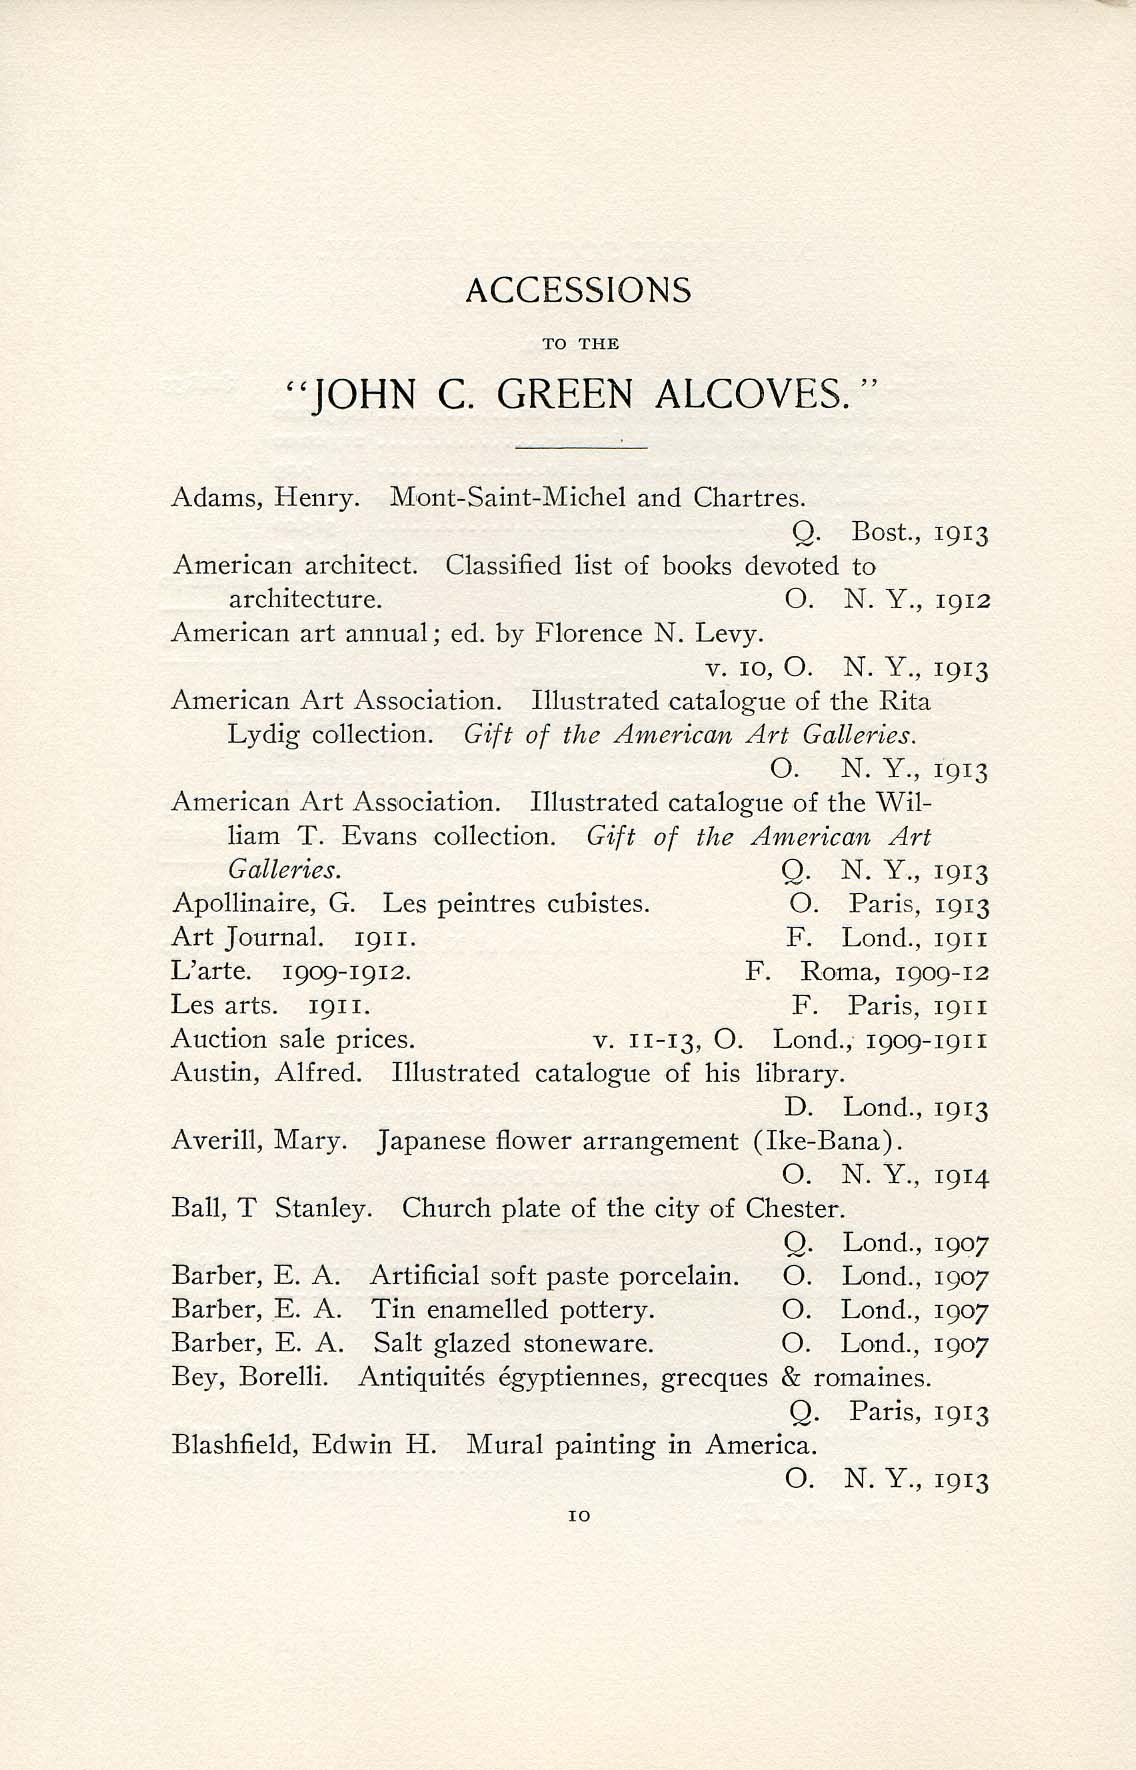 ACCESSIONS
TO THE
"JOHN C. GREEN ALCOVES."
Adams, Henry. Mont-Saint-Michel and Chartres.
Q. Bost., 1913
American architect. Classified list of books devoted to
architecture. O. N. Y., 1912
American art annual; ed. by Florence N. Levy.
v. 10, O. N. Y., 1913
American Art Association. Illustrated catalogue of the Rita
Lydig collection. Gift of the American Art Galleries.
O. N. Y., 1913
American Art Association. Illustrated catalogue of the Wil-
liam T. Evans collection. Gift of the American Art
Galleries. Q. N. Y., 1913
Apollinaire, G. Les peintres cubistes. O. Paris, 1913
Art Journal. 1911. F. Lond., 1911
L'arte. 1909-1912. F. Roma, 1909-12
Les arts. 1911. F. Paris, 1911
Auction sale prices. v. 11-13, O. Lond., 1909-1911
Austin, Alfred. Illustrated catalogue of his library.
D. Lond., 1913
Averill, Mary. Japanese flower arrangement (Ike-Bana).
O. N. Y., 1914
Ball, T Stanley. Church plate of the city of Chester.
Q. Lond., 1907
Barber, E. A. Artificial soft paste porcelain. O. Lond., 1907
Barber, E. A. Tin enamelled pottery. O. Lond., 1907
Barber, E. A. Salt glazed stoneware. O. Lond., 1907
Bey, Borelli. Antiquités égyptiennes, grecques & romaines.
Q. Paris, 1913
Blashfield, Edwin H. Mural painting in America.
O. N. Y., 1913
10